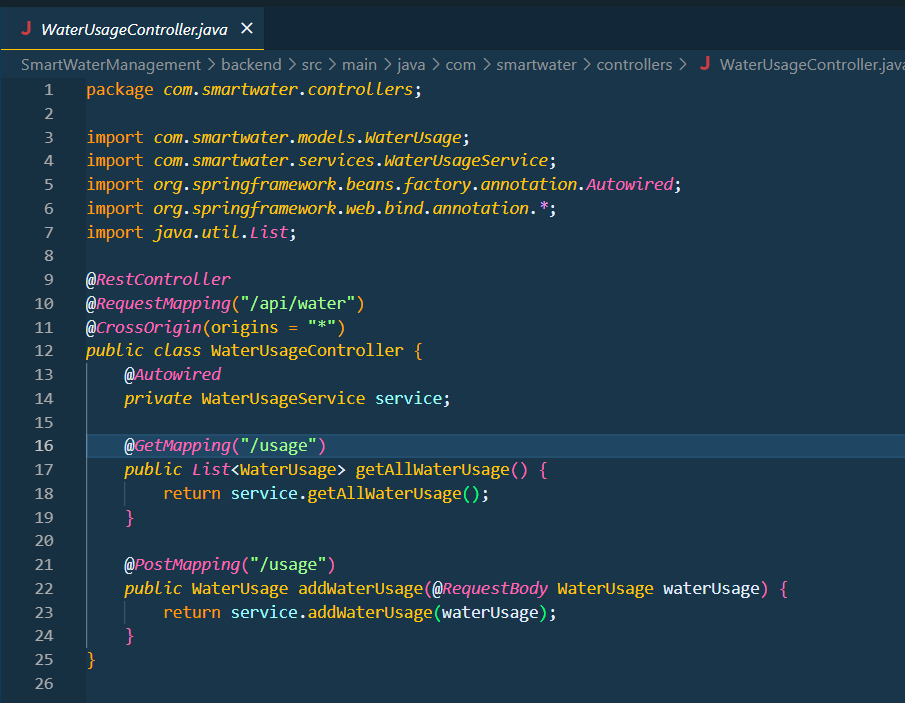 J WaterUsageController.java ×
SmartWaterManagement > backend > src > main > java > com > smartwater > controllers > J WaterUsageController.java
1 package com.smartwater.controllers;
2
3 import com.smartwater.models.WaterUsage;
4 import com.smartwater.services.WaterUsageService;
5 import org.springframework.beans.factory.annotation.Autowired;
6 import org.springframework.web.bind.annotation.*;
7 import java.util.List;
8
9 @RestController
10 @RequestMapping("/api/water")
11 @CrossOrigin(origins = "*")
12 public class WaterUsageController {
13     @Autowired
14     private WaterUsageService service;
15
16     @GetMapping("/usage")
17     public List<WaterUsage> getAllWaterUsage() {
18         return service.getAllWaterUsage();
19     }
20
21     @PostMapping("/usage")
22     public WaterUsage addWaterUsage(@RequestBody WaterUsage waterUsage) {
23         return service.addWaterUsage(waterUsage);
24     }
25 }
26